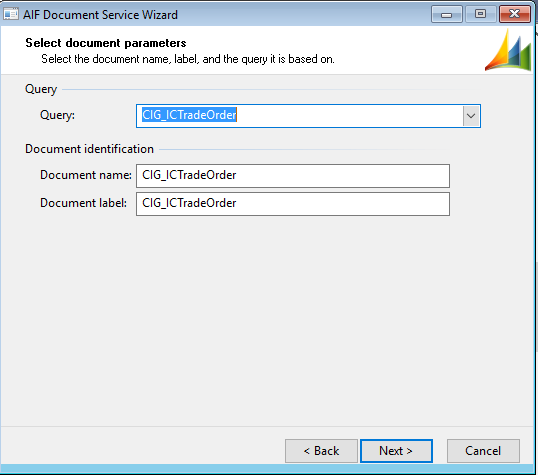 AIF Document Service Wizard
Select document parameters
Select the document name, label, and the query it is based on.
Query
Query: CIG_ICTradeOrder
Document identification
Document name: CIG_ICTradeOrder
Document label: CIG_ICTradeOrder
< Back Next > Cancel